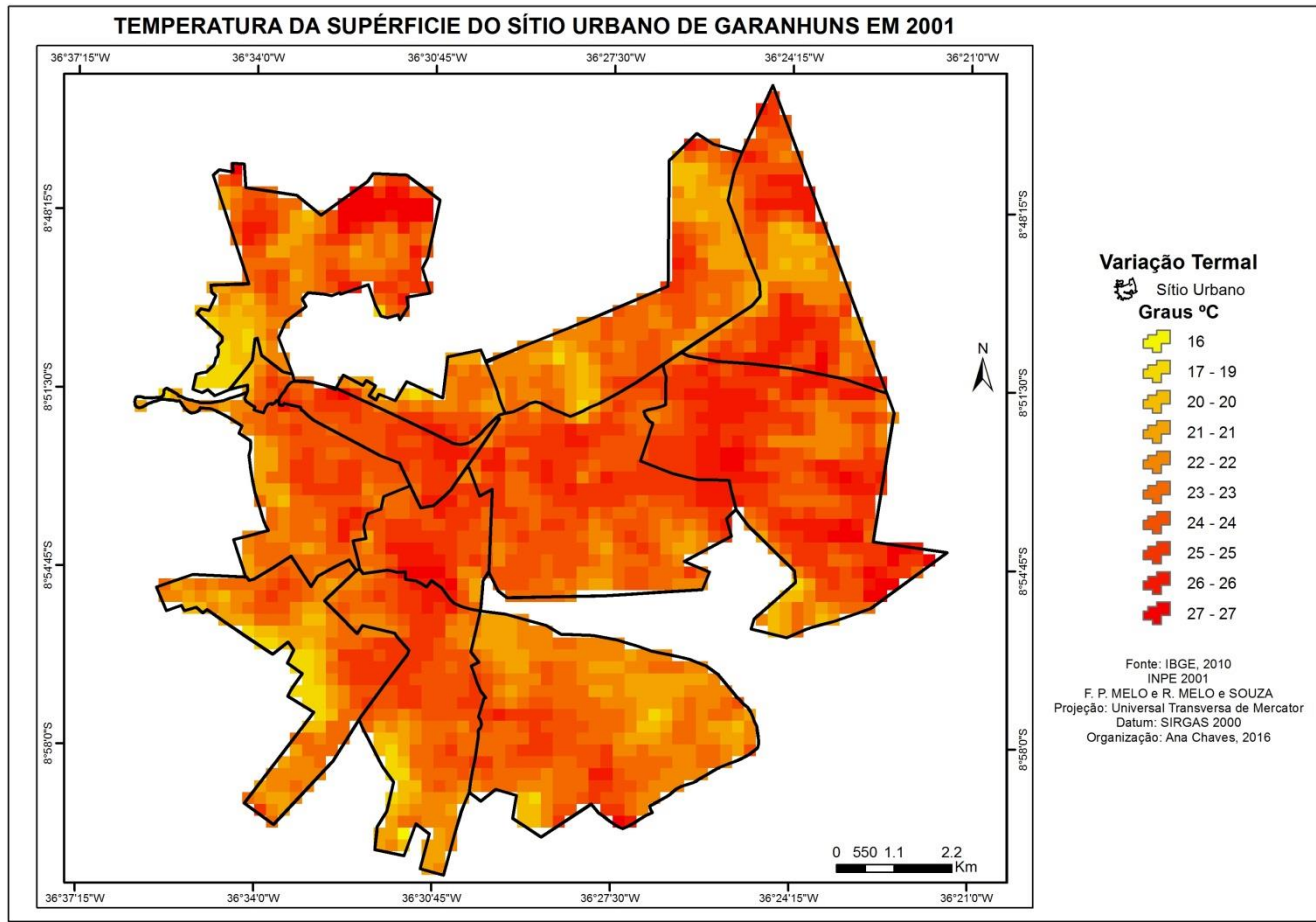 TEMPERATURA DA SUPÉRFICIE DO SÍTIO URBANO DE GARANHUNS EM 2001
36°37'15"W 36°34'0"W 36°30'45"W 36°27'30"W 36°24'15"W 36°21'0"W
8°48'15"S 8°48'15"S
8°51'30"S 8°51'30"S
8°54'45"S 8°54'45"S
8°58'0"S 8°58'0"S
N
0 550 1.1 2.2
Km
36°37'15"W 36°34'0"W 36°30'45"W 36°27'30"W 36°24'15"W 36°21'0"W
Variação Termal
Sítio Urbano
Graus ºC
16
17 - 19
20 - 20
21 - 21
22 - 22
23 - 23
24 - 24
25 - 25
26 - 26
27 - 27
Fonte: IBGE, 2010
INPE 2001
F. P. MELO e R. MELO e SOUZA
Projeção: Universal Transversa de Mercator
Datum: SIRGAS 2000
Organização: Ana Chaves, 2016